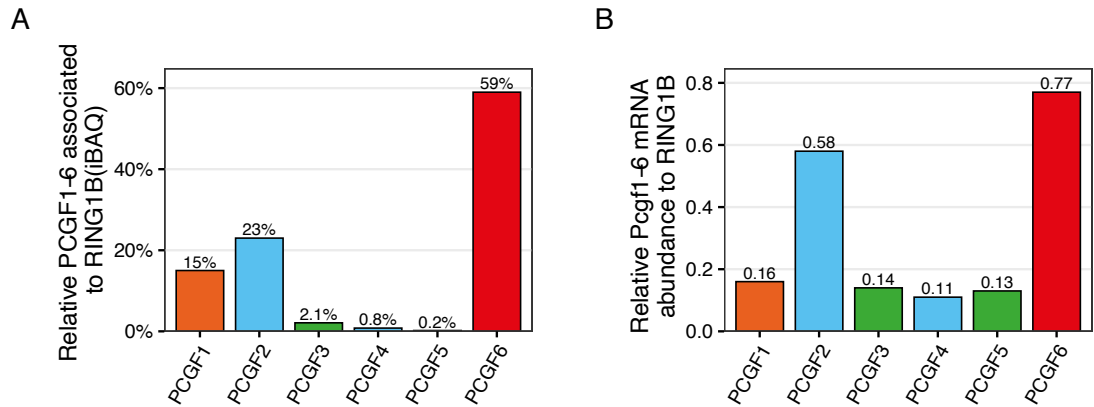 A
Relative PCGF1-6 associated
to RING1B(iBAQ)
60%
40%
20%
0%
15%
23%
2.1%
0.8%
0.2%
59%
PCGF1
PCGF2
PCGF3
PCGF4
PCGF5
PCGF6
B
Relative Pcgf1-6 mRNA
abundance to RING1B
0.8
0.6
0.4
0.2
0.0
0.16
0.58
0.14
0.11
0.13
0.77
PCGF1
PCGF2
PCGF3
PCGF4
PCGF5
PCGF6